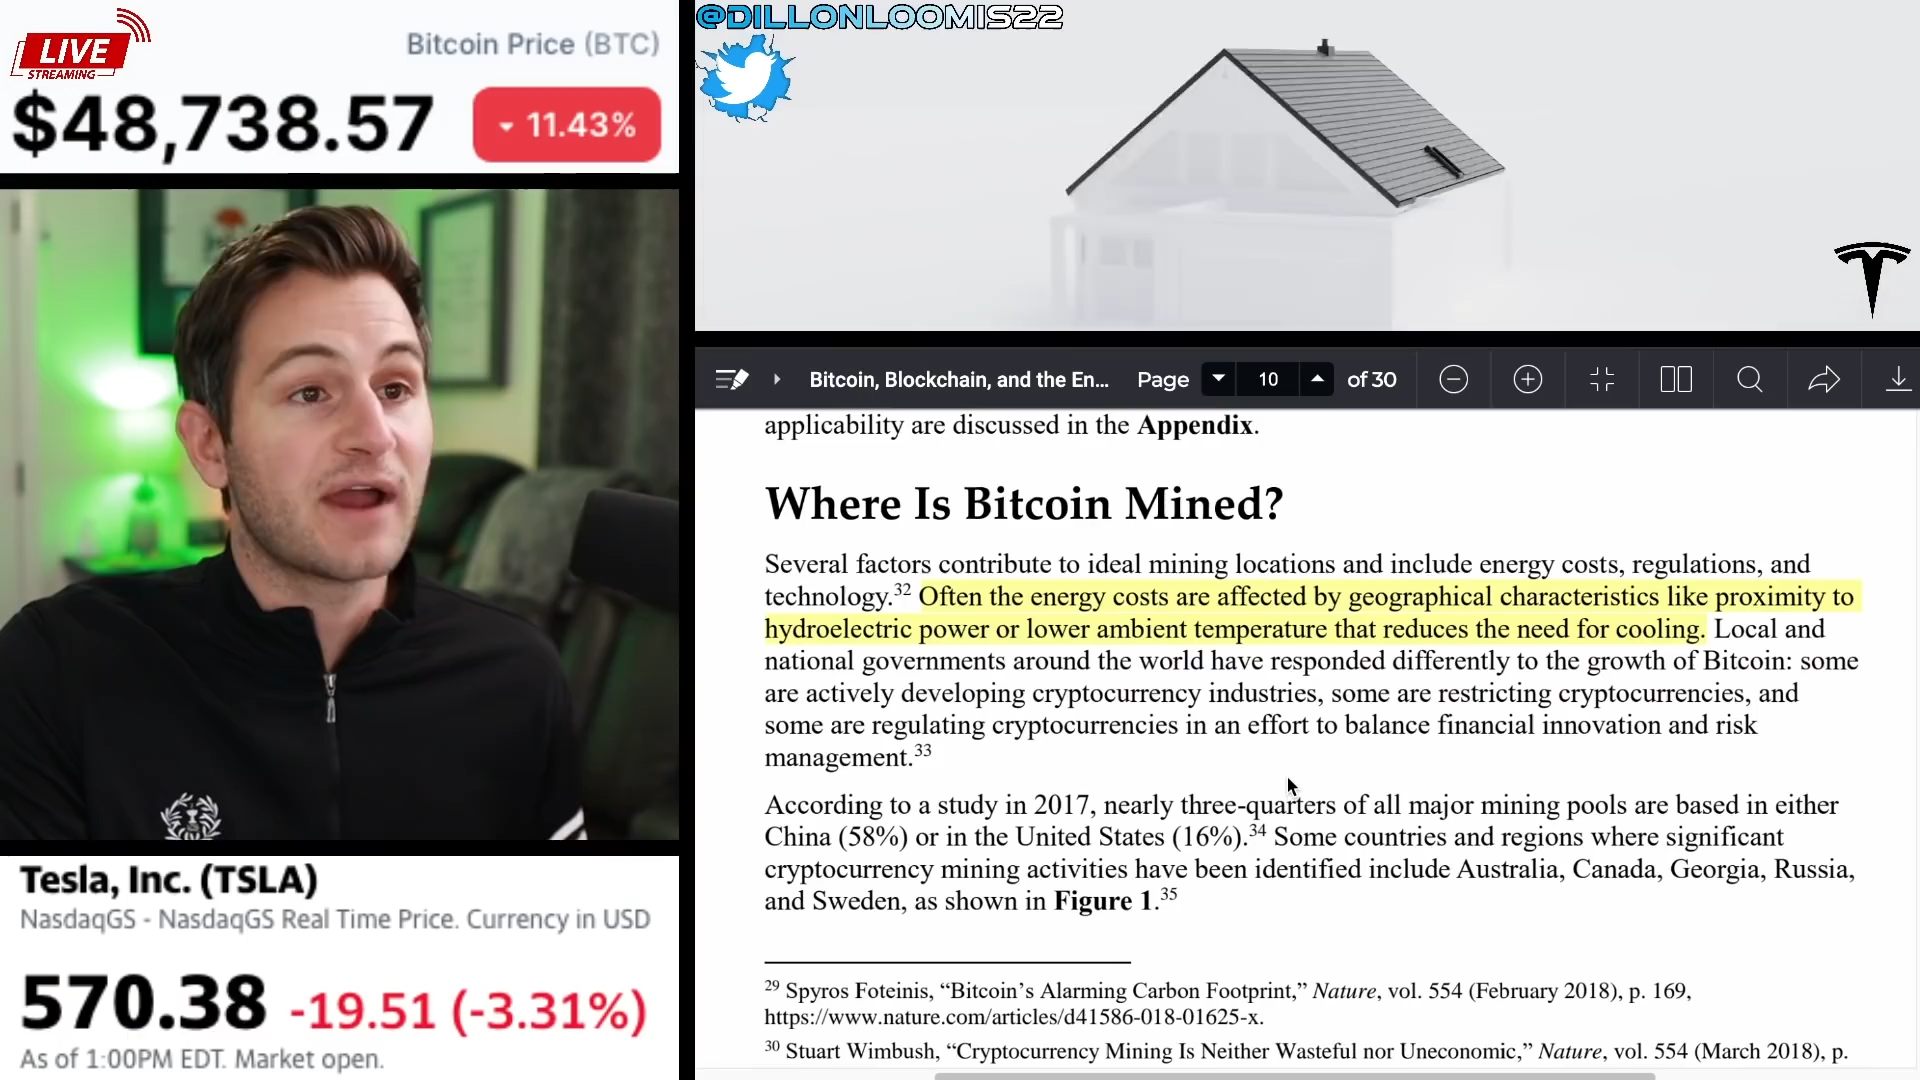 LIVE
STREAMING
Bitcoin Price (BTC)
$48,738.57
11.43%
@DILLONLOOMIS22
Bitcoin, Blockchain, and the En...
Page
10
of 30
applicability are discussed in the Appendix.
Where Is Bitcoin Mined?
Several factors contribute to ideal mining locations and include energy costs, regulations, and
technology.32 Often the energy costs are affected by geographical characteristics like proximity to
hydroelectric power or lower ambient temperature that reduces the need for cooling. Local and
national governments around the world have responded differently to the growth of Bitcoin: some
are actively developing cryptocurrency industries, some are restricting cryptocurrencies, and
some are regulating cryptocurrencies in an effort to balance financial innovation and risk
management.33
According to a study in 2017, nearly three-quarters of all major mining pools are based in either
China (58%) or in the United States (16%).34 Some countries and regions where significant
cryptocurrency mining activities have been identified include Australia, Canada, Georgia, Russia,
and Sweden, as shown in Figure 1.35
29 Spyros Foteinis, “Bitcoin’s Alarming Carbon Footprint,” Nature, vol. 554 (February 2018), p. 169,
https://www.nature.com/articles/d41586-018-01625-x.
30 Stuart Wimbush, “Cryptocurrency Mining Is Neither Wasteful nor Uneconomic,” Nature, vol. 554 (March 2018), p.
Tesla, Inc. (TSLA)
NasdaqGS - NasdaqGS Real Time Price. Currency in USD
570.38 -19.51 (-3.31%)
As of 1:00PM EDT. Market open.